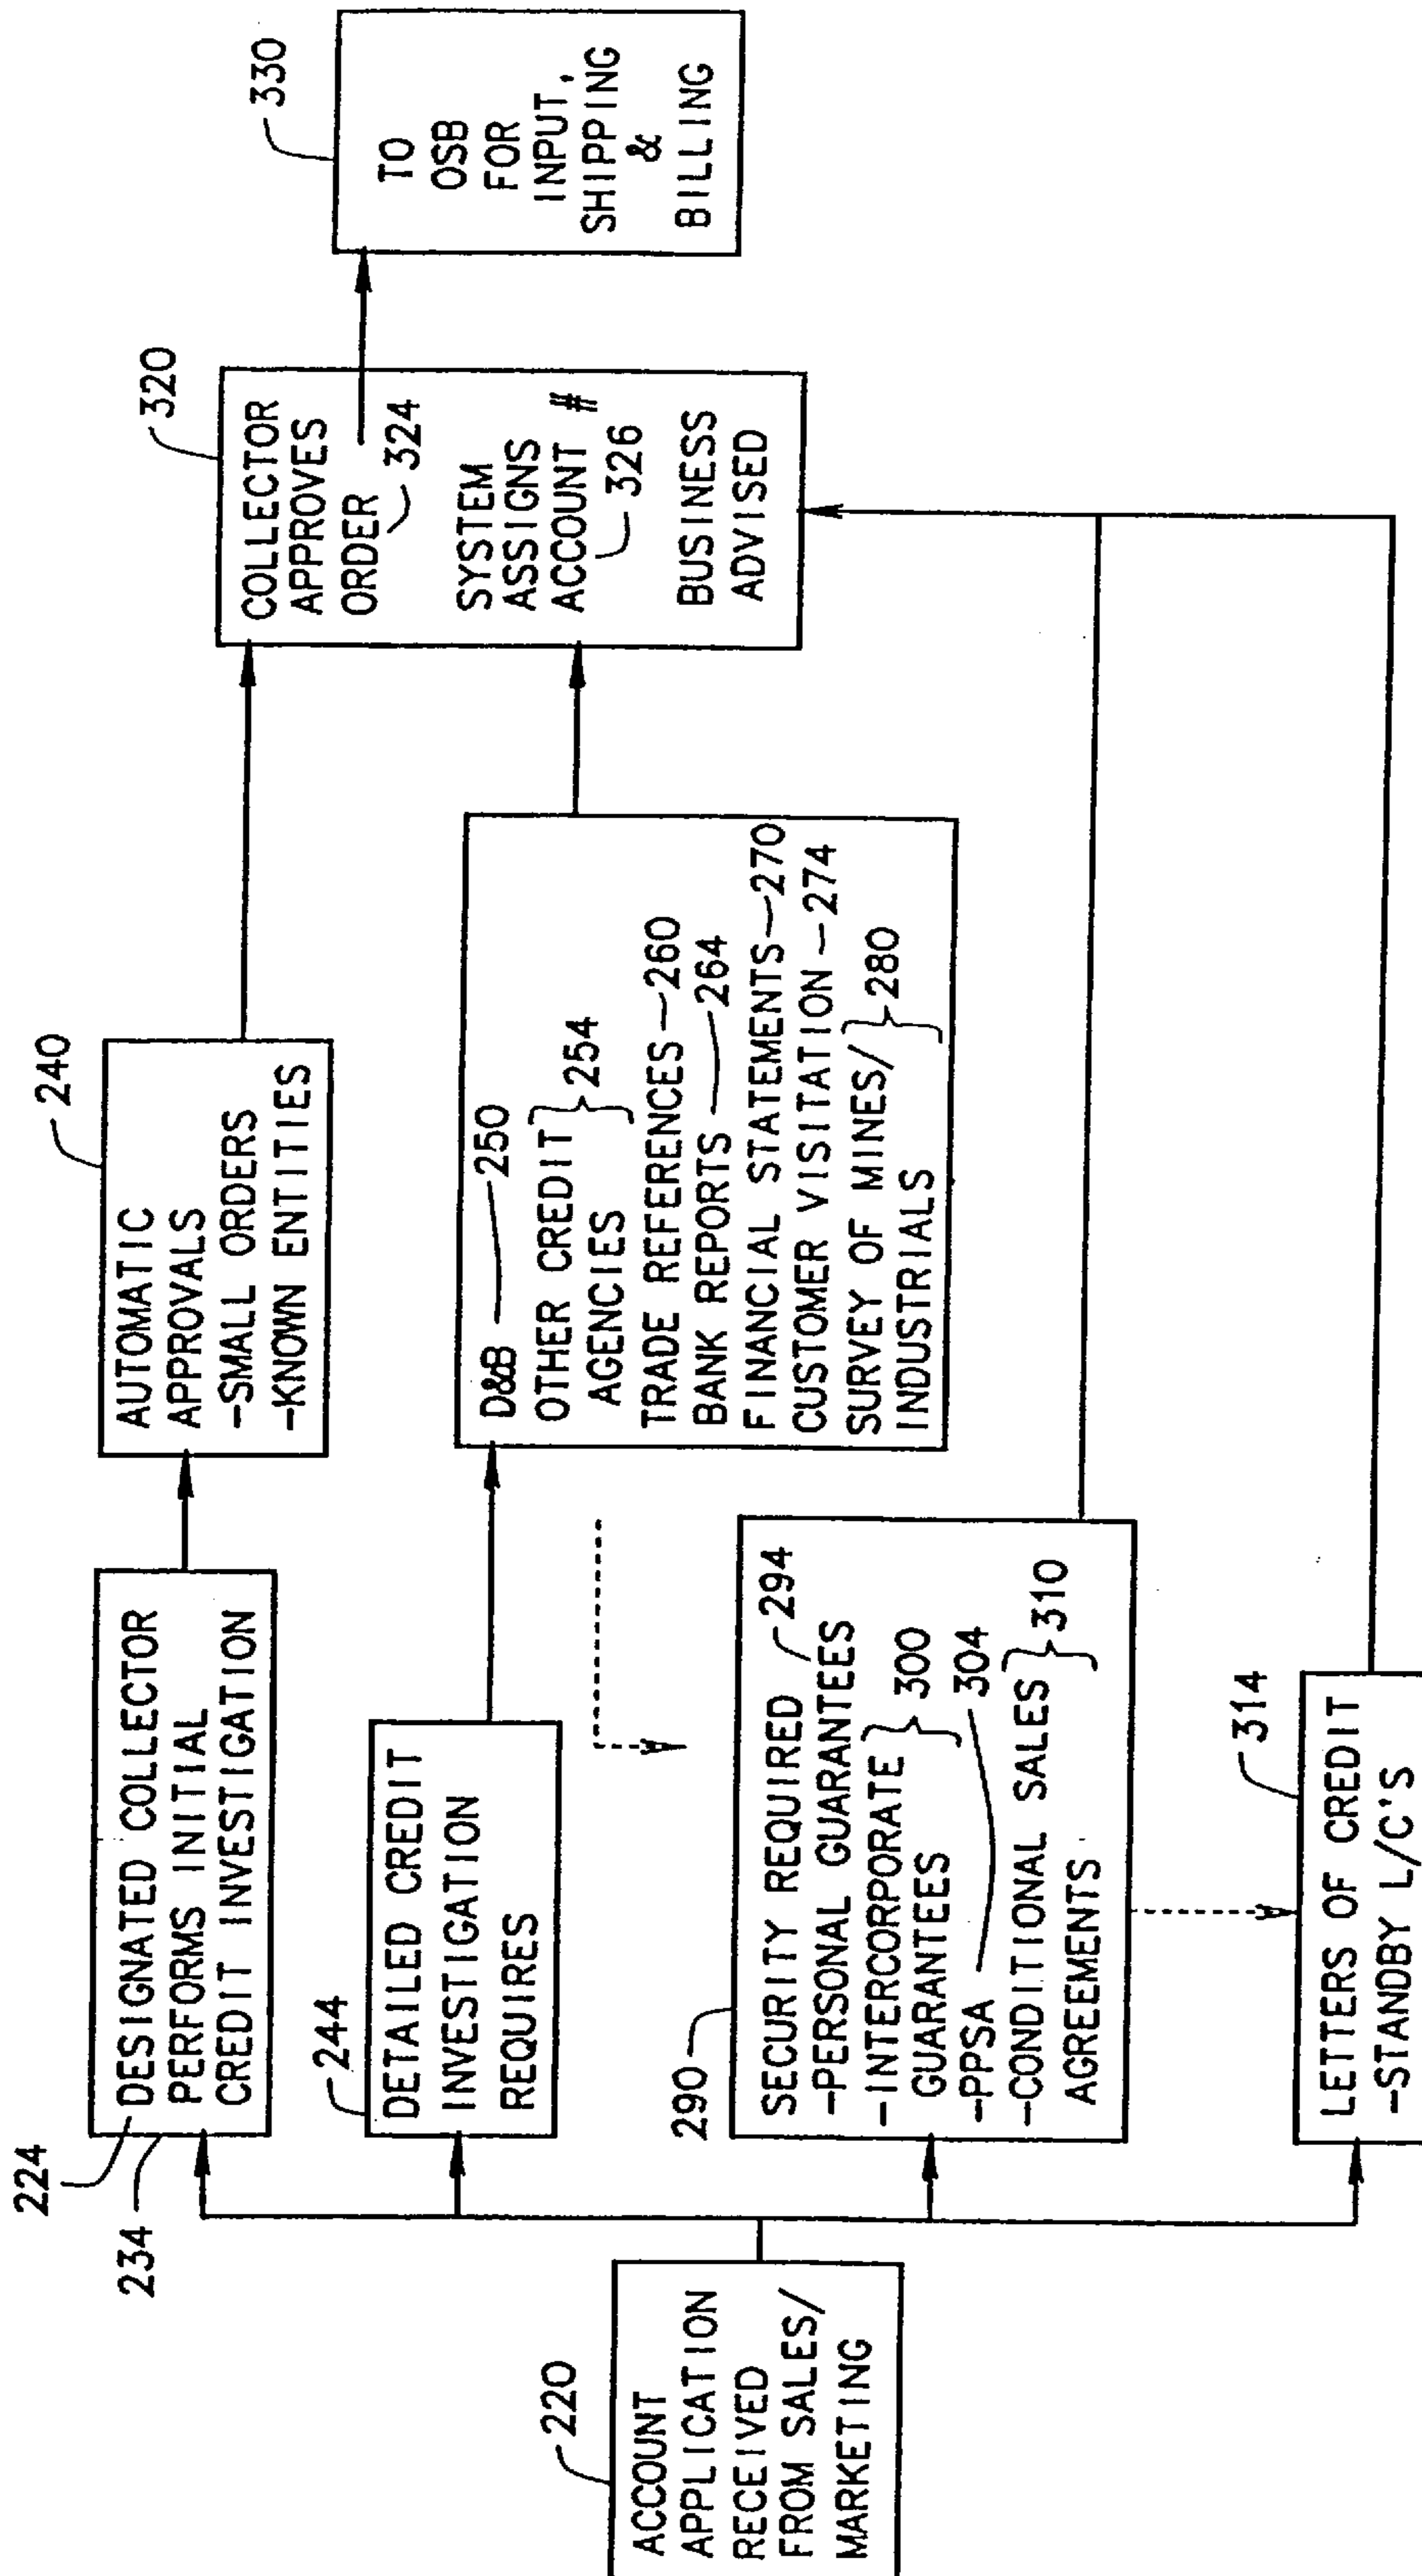 220
ACCOUNT
APPLICATION
RECEIVED
FROM SALES/
MARKETING
224
234
DESIGNATED COLLECTOR
PERFORMS INITIAL
CREDIT INVESTIGATION
240
AUTOMATIC
APPROVALS
-SMALL ORDERS
-KNOWN ENTITIES
244
DETAILED CREDIT
INVESTIGATION
REQUIRES
D&B 250
OTHER CREDIT
AGENCIES 254
TRADE REFERENCES 260
BANK REPORTS 264
FINANCIAL STATEMENTS 270
CUSTOMER VISITATION 274
SURVEY OF MINES/
INDUSTRIALS 280
290
SECURITY REQUIRED
-PERSONAL GUARANTEES 294
-INTERCORPORATE
GUARANTEES 300
-PPSA 304
-CONDITIONAL SALES
AGREEMENTS 310
314
LETTERS OF CREDIT
-STANDBY L/C'S
320
COLLECTOR
APPROVES
ORDER 324
SYSTEM
ASSIGNS
ACCOUNT #
326
BUSINESS
ADVISED
330
TO
OSB
FOR
INPUT,
SHIPPING
&
BILLING